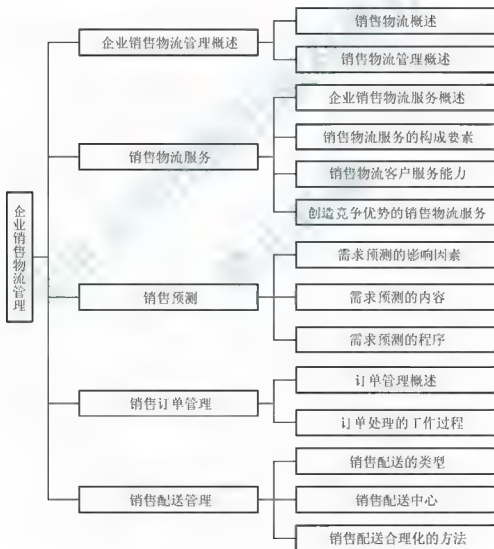 企业销售物流管理
企业销售物流管理概述
销售物流概述
销售物流管理概述
销售物流服务
企业销售物流服务概述
销售物流服务的构成要素
销售物流客户服务能力
创造竞争优势的销售物流服务
销售预测
需求预测的影响因素
需求预测的内容
需求预测的程序
销售订单管理
订单管理概述
订单处理的工作过程
销售配送管理
销售配送的类型
销售配送中心
销售配送合理化的方法